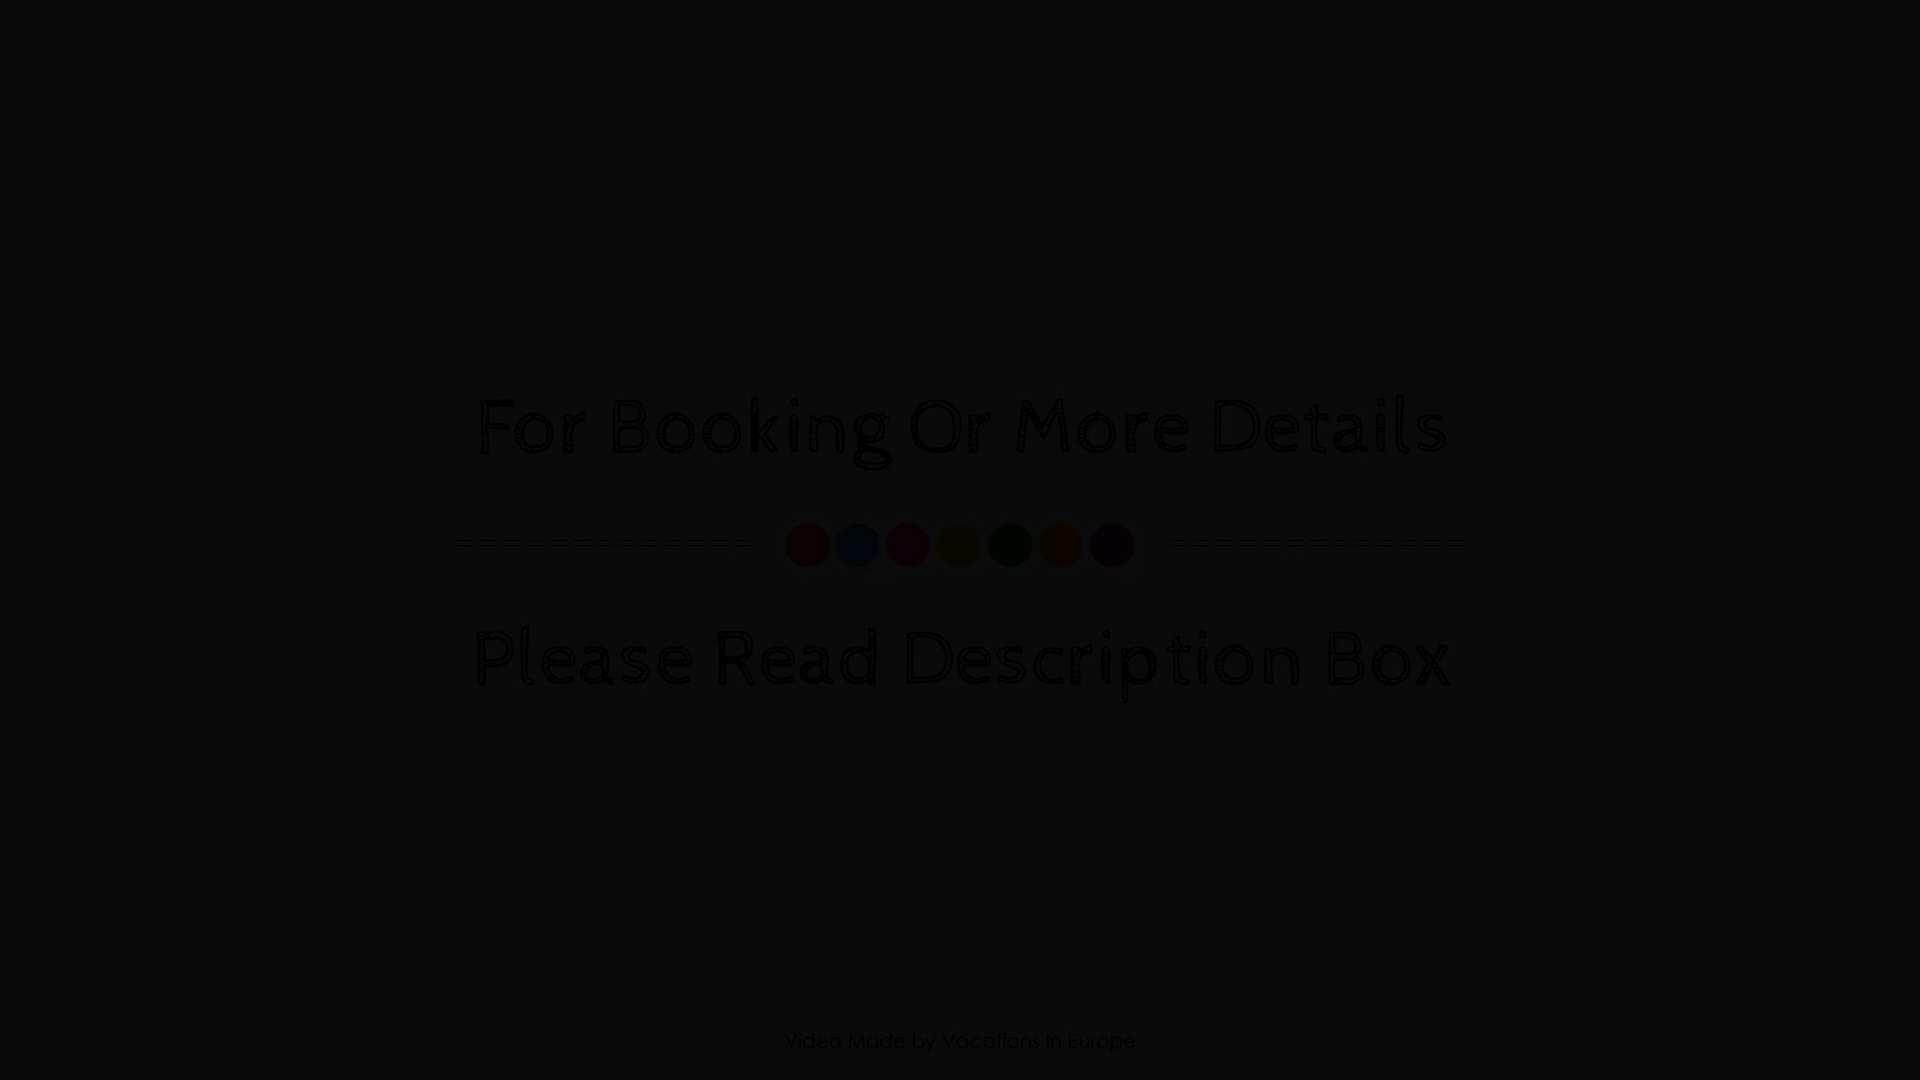 For Booking Or More Details
Please Read Description Box
Video Made by Vacations In Europe